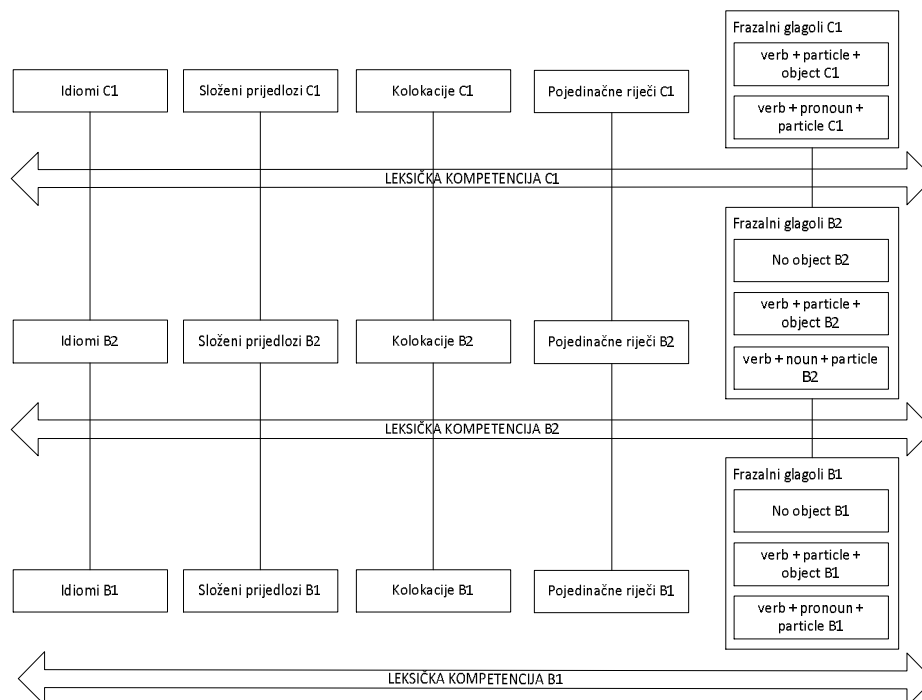 Frazalni glagoli C1
verb + particle +
object C1
Idiomi C1
Složeni prijedlozi C1
Kolokacije C1
Pojedinačne riječi C1
verb + pronoun +
particle C1
LEKSIČKA KOMPETENCIJA C1
Frazalni glagoli B2
No object B2
verb + particle +
object B2
Idiomi B2
Složeni prijedlozi B2
Kolokacije B2
Pojedinačne riječi B2
verb + noun + particle
B2
LEKSIČKA KOMPETENCIJA B2
Frazalni glagoli B1
No object B1
verb + particle +
object B1
Idiomi B1
Složeni prijedlozi B1
Kolokacije B1
Pojedinačne riječi B1
verb + pronoun +
particle B1
LEKSIČKA KOMPETENCIJA B1